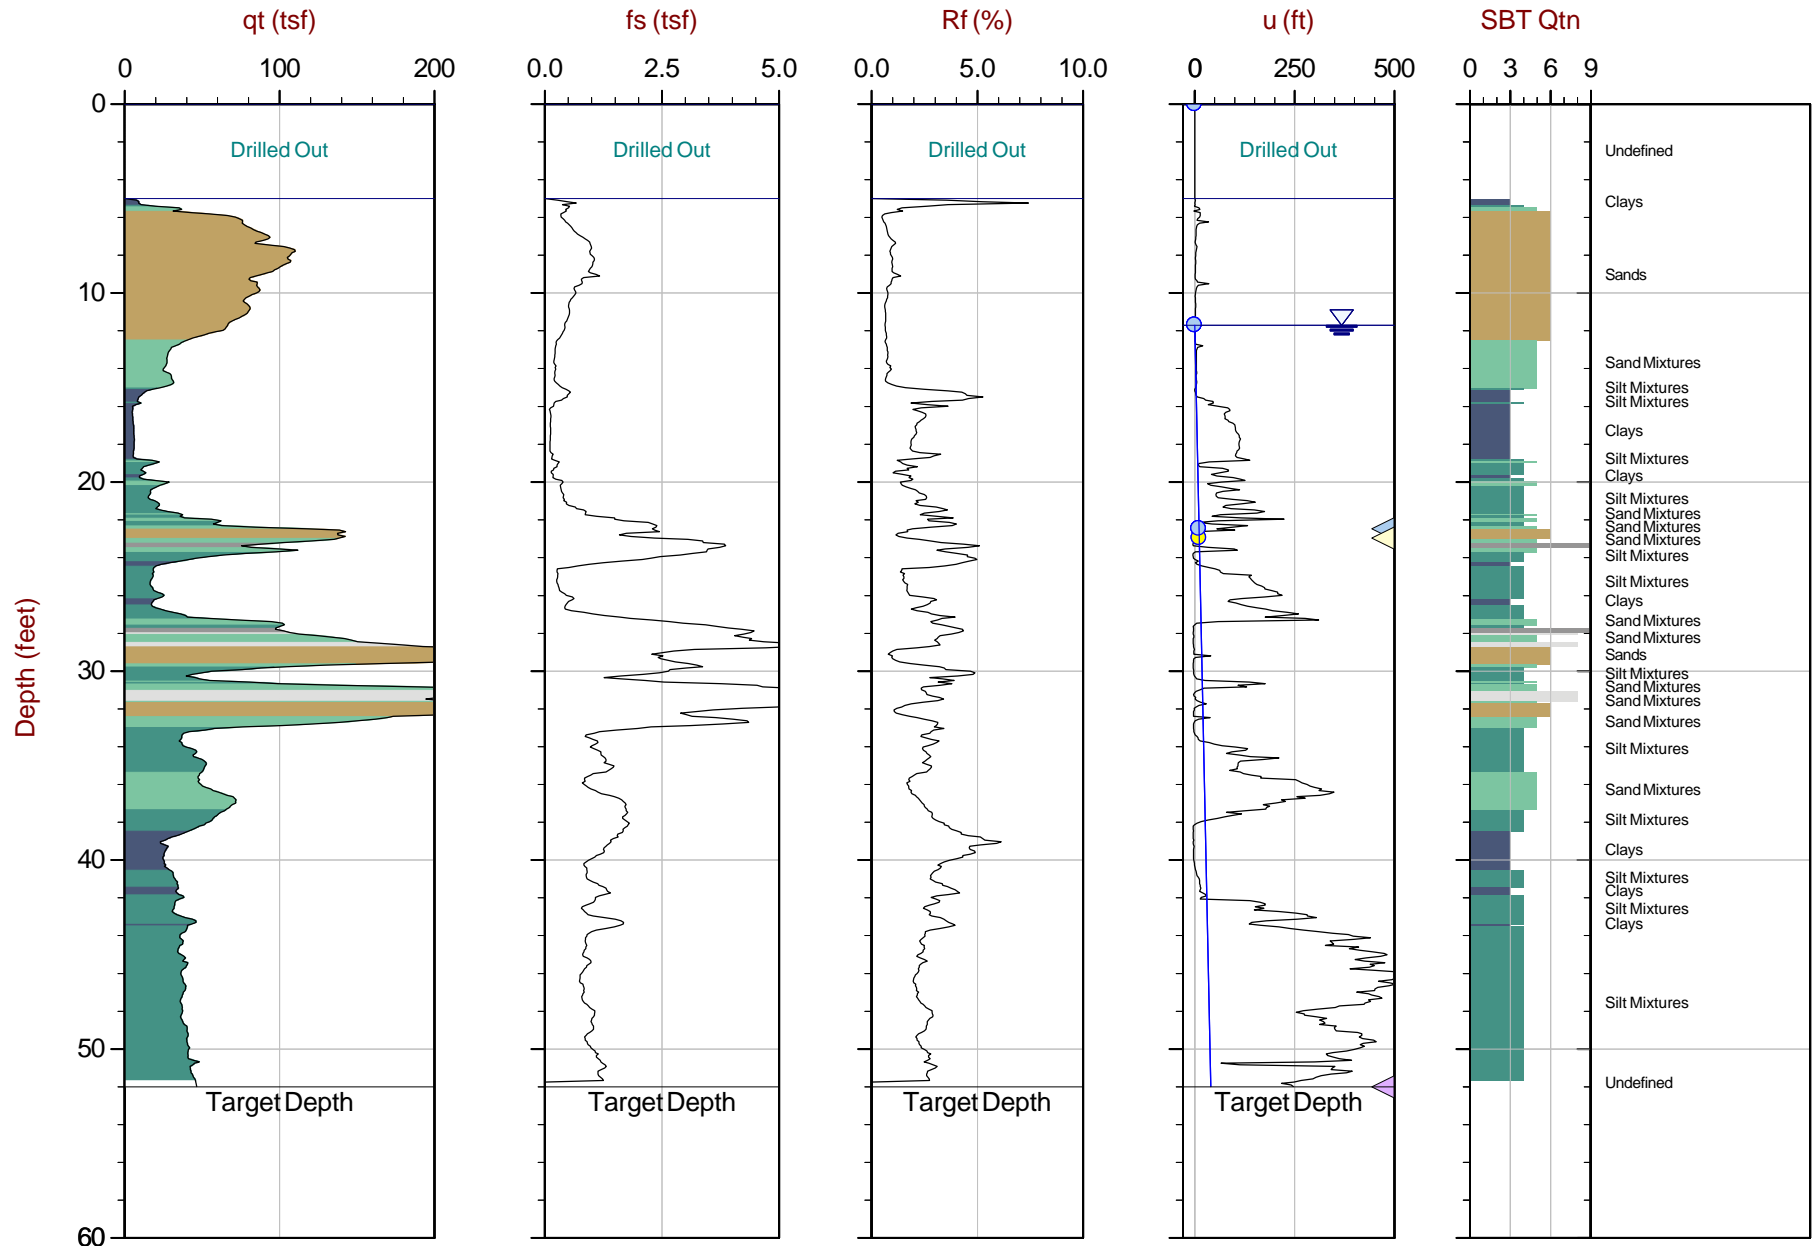 qt (tsf) fs (tsf) Rf (%) u (ft) SBT Qtn
0 100 200 0.0 2.5 5.0 0.0 5.0 10.0 0 250 500 0 3 6 9
0
Drilled Out Drilled Out Drilled Out Drilled Out
Undefined
Clays
Sands
10
Sand Mixtures
Silt Mixtures
Silt Mixtures
Clays
Silt Mixtures
Clays
20
Silt Mixtures
Sand Mixtures
Sand Mixtures
Sand Mixtures
Silt Mixtures
Silt Mixtures
Clays
Sand Mixtures
Sand Mixtures
Sands
30
Silt Mixtures
Sand Mixtures
Sand Mixtures
Sand Mixtures
Silt Mixtures
Depth (feet)
Sand Mixtures
Silt Mixtures
Clays
40
Silt Mixtures
Clays
Silt Mixtures
Clays
Silt Mixtures
50
Undefined
Target Depth Target Depth Target Depth Target Depth
60